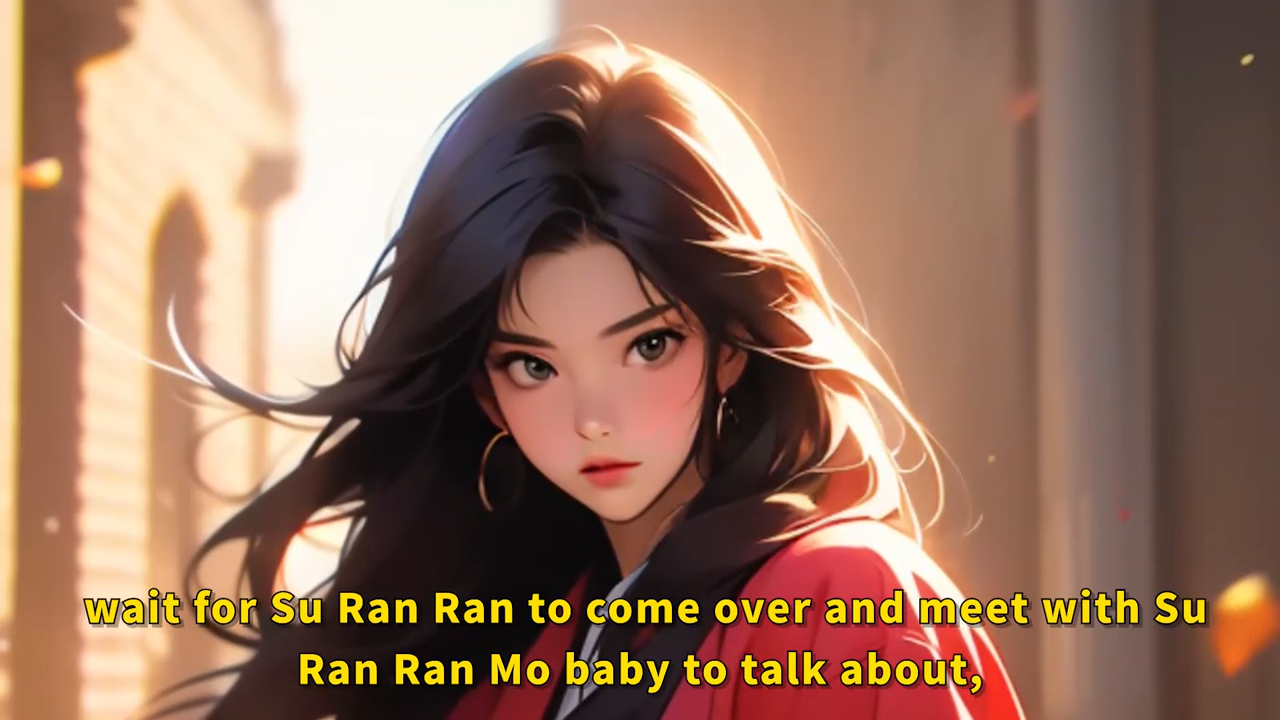 wait for Su Ran Ran to come over and meet with Su
Ran Ran Mo baby to talk about,